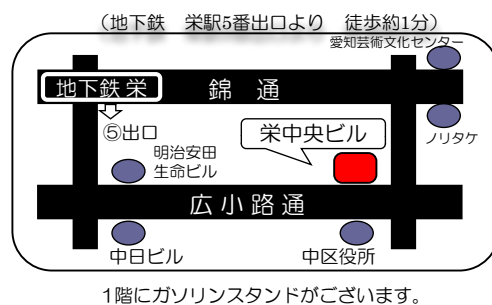 （地下鉄　栄駅5番出口より　徒歩約1分）
愛知芸術文化センター
地下鉄 栄
錦　通
⑤出口
栄中央ビル
ノリタケ
明治安田
生命ビル
広小路通
中日ビル
中区役所
1階にガソリンスタンドがございます。